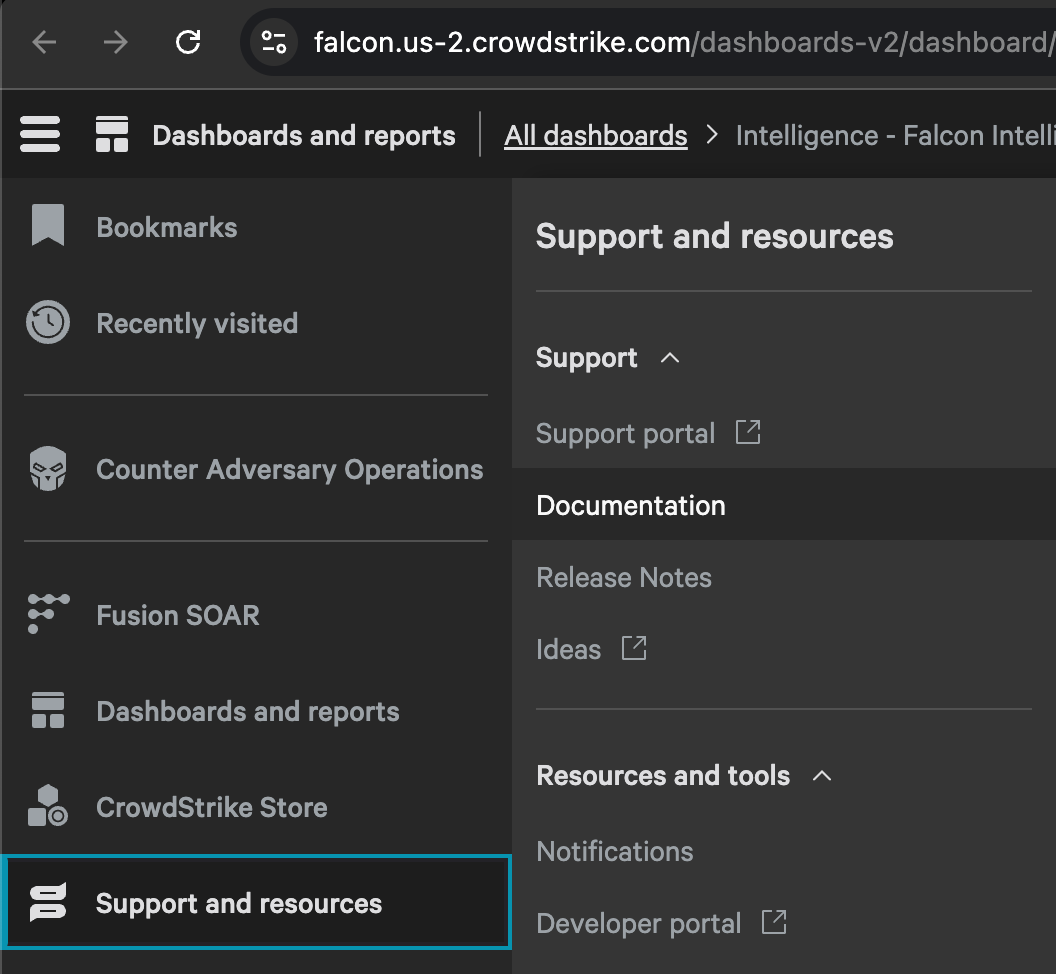 falcon.us-2.crowdstrike.com/dashboards-v2/dashboard/
Dashboards and reports
All dashboards > Intelligence - Falcon Intelli
Bookmarks
Recently visited
Counter Adversary Operations
Fusion SOAR
Dashboards and reports
CrowdStrike Store
Support and resources
Support and resources
Support
Support portal
Documentation
Release Notes
Ideas
Resources and tools
Notifications
Developer portal